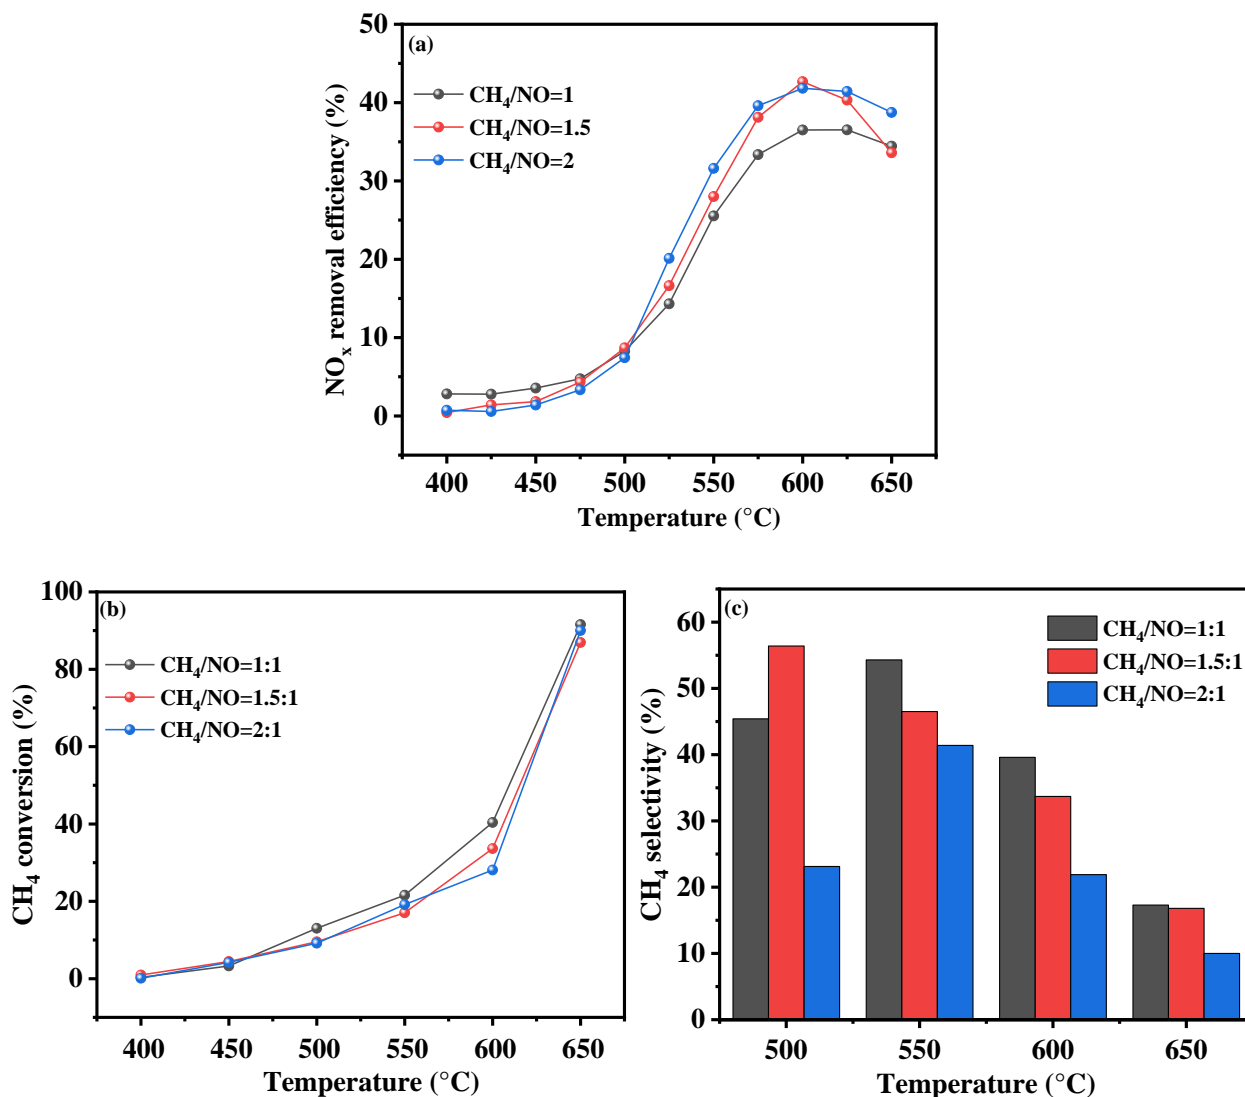 (a)
CH₄/NO=1
CH₄/NO=1.5
CH₄/NO=2
NOₓ removal efficiency (%)
50
40
30
20
10
0
400 450 500 550 600 650
Temperature (°C)
(b)
CH₄/NO=1:1
CH₄/NO=1.5:1
CH₄/NO=2:1
CH₄ conversion (%)
100
80
60
40
20
0
400 450 500 550 600 650
Temperature (°C)
(c)
CH₄/NO=1:1
CH₄/NO=1.5:1
CH₄/NO=2:1
CH₄ selectivity (%)
60
50
40
30
20
10
0
500 550 600 650
Temperature (°C)